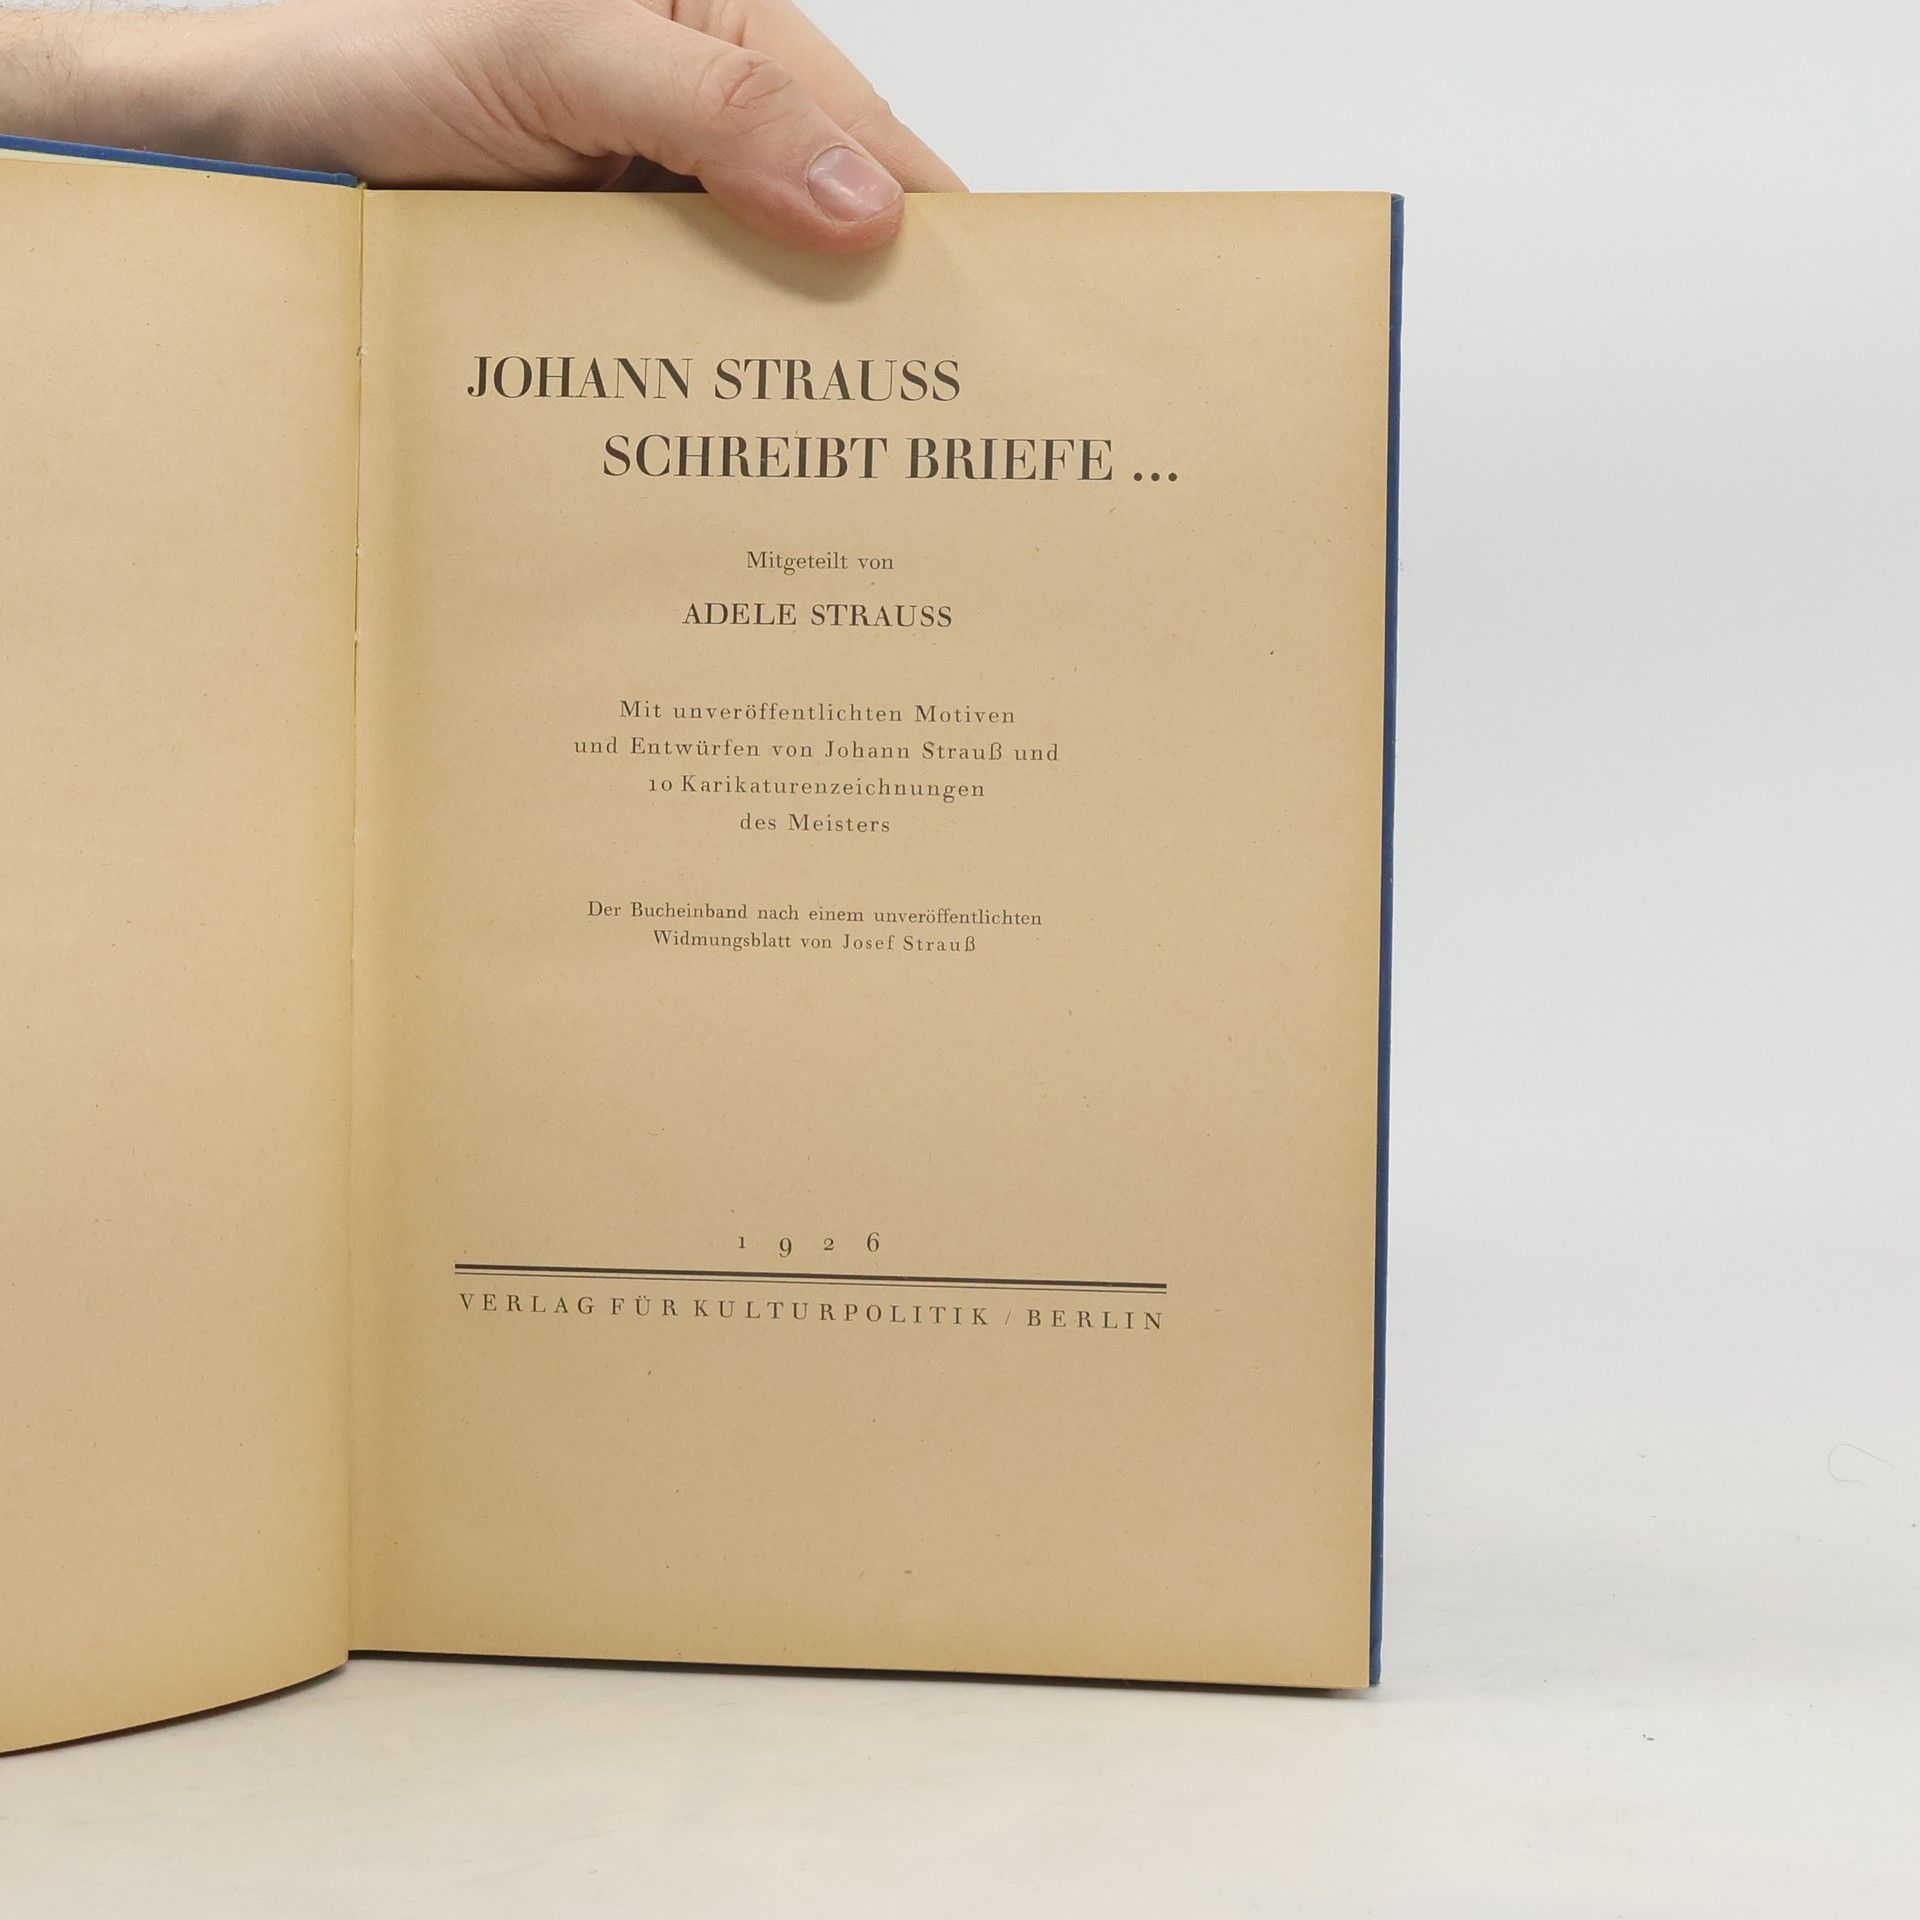 JOHANN STRAUSS
SCHREIBT BRIEFE ...
Mitgeteilt von
ADELE STRAUSS
Mit unveröffentlichten Motiven
und Entwürfen von Johann Strauß und
10 Karikaturenzeichnungen
des Meisters
Der Bucheinband nach einem unveröffentlichten
Widmungsblatt von Josef Strauß
1 9 2 6
VERLAG FÜR KULTURPOLITIK / BERLIN